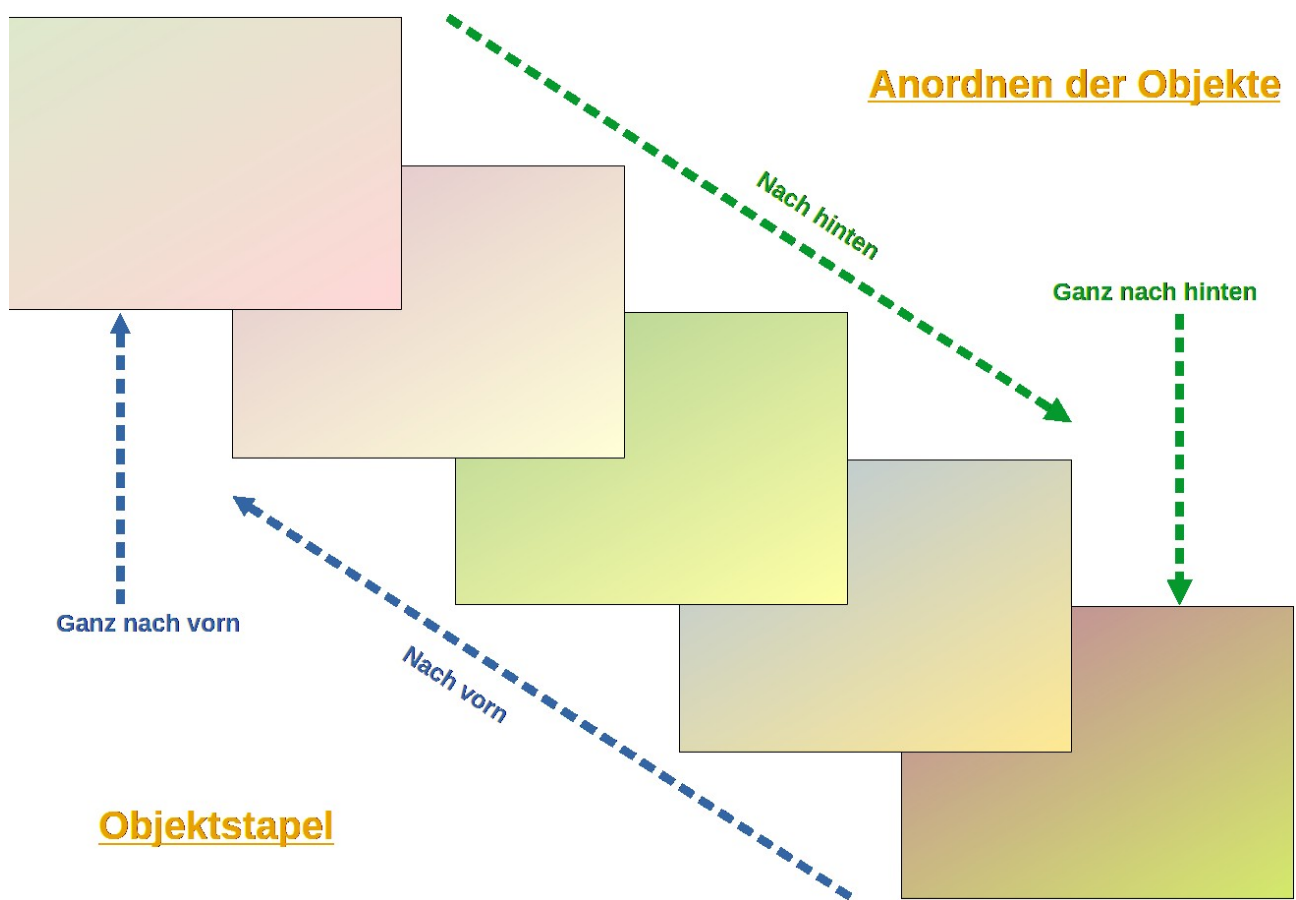 Anordnen der Objekte
Nach hinten
Ganz nach hinten
Ganz nach vorn
Nach vorn
Objektstapel